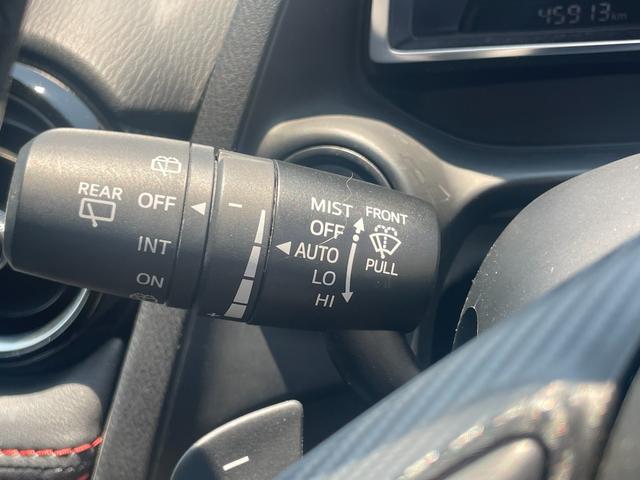 45913km
REAR
OFF
INT
ON
−
+
MIST
OFF
AUTO
LO
HI
FRONT
PULL
−